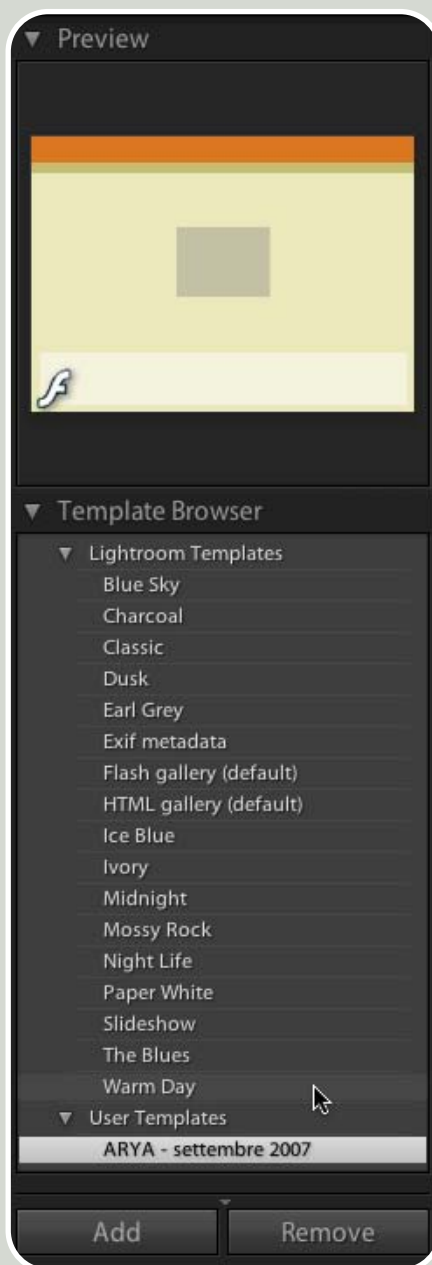 Preview
Template Browser
Lightroom Templates
Blue Sky
Charcoal
Classic
Dusk
Earl Grey
Exif metadata
Flash gallery (default)
HTML gallery (default)
Ice Blue
Ivory
Midnight
Mossy Rock
Night Life
Paper White
Slideshow
The Blues
Warm Day
User Templates
ARYA - settembre 2007
Add Remove